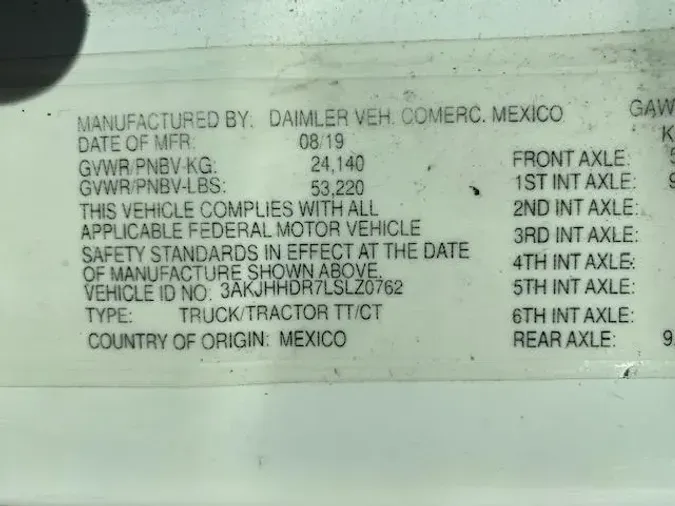 MANUFACTURED BY: DAIMLER VEH. COMERC. MEXICO GAW
DATE OF MFR: 08/19 K
GVWR/PNBV-KG: 24,140 FRONT AXLE: 5
GVWR/PNBV-LBS: 53,220 1ST INT AXLE: 9
THIS VEHICLE COMPLIES WITH ALL 2ND INT AXLE:
APPLICABLE FEDERAL MOTOR VEHICLE 3RD INT AXLE:
SAFETY STANDARDS IN EFFECT AT THE DATE 4TH INT AXLE:
OF MANUFACTURE SHOWN ABOVE.
VEHICLE ID NO: 3AKJHHDR7LSLZ0762 5TH INT AXLE:
TYPE: TRUCK/TRACTOR TT/CT 6TH INT AXLE:
COUNTRY OF ORIGIN: MEXICO REAR AXLE: 9